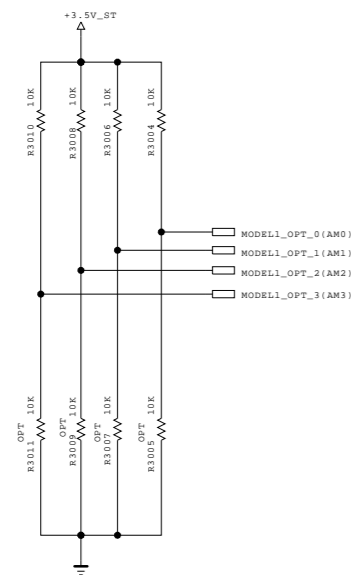 +3.5V_ST
10K
R3010
10K
R3008
10K
R3006
10K
R3004
MODEL1_OPT_0(AM0)
MODEL1_OPT_1(AM1)
MODEL1_OPT_2(AM2)
MODEL1_OPT_3(AM3)
OPT 10K
R3011
OPT 10K
R3009
OPT 10K
R3007
OPT 10K
R3005